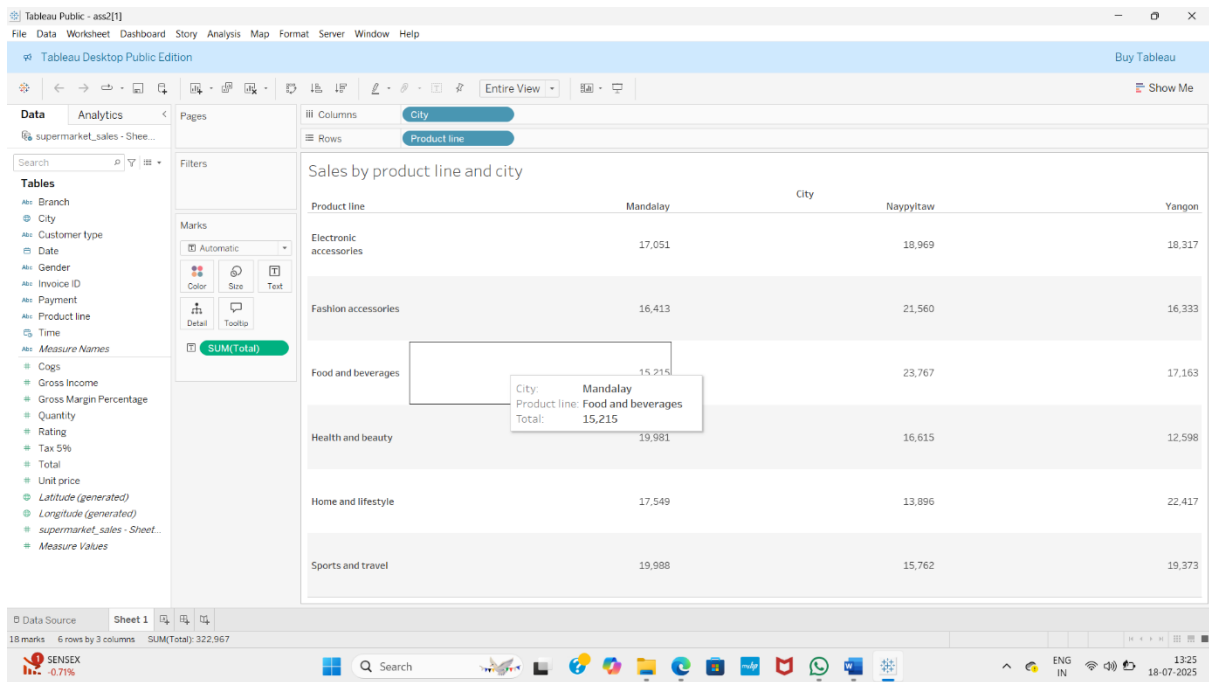 Tableau Public - ass2[1]
File Data Worksheet Dashboard Story Analysis Map Format Server Window Help
Tableau Desktop Public Edition Buy Tableau
Entire View Show Me
Data Analytics
supermarket_sales - Shee...
Search
Tables
Abc Branch
City
Abc Customer type
Date
Abc Gender
Abc Invoice ID
Abc Payment
Abc Product line
Time
Abc Measure Names
# Cogs
# Gross Income
# Gross Margin Percentage
# Quantity
# Rating
# Tax 5%
# Total
# Unit price
Latitude (generated)
Longitude (generated)
# supermarket_sales - Sheet...
# Measure Values
Pages
Filters
Marks
T Automatic
Color Size Text
Detail Tooltip
T SUM(Total)
iii Columns City
Rows Product line
Sales by product line and city
City
Product line Mandalay Naypyitaw Yangon
Electronic
accessories 17,051 18,969 18,317
Fashion accessories 16,413 21,560 16,333
Food and beverages 15,215 23,767 17,163
City: Mandalay
Product line: Food and beverages
Total: 15,215
Health and beauty 19,981 16,615 12,598
Home and lifestyle 17,549 13,896 22,417
Sports and travel 19,988 15,762 19,373
Data Source Sheet 1
18 marks 6 rows by 3 columns SUM(Total): 322,967
SENSEX
-0.71%
Search
ENG
IN
13:25
18-07-2025